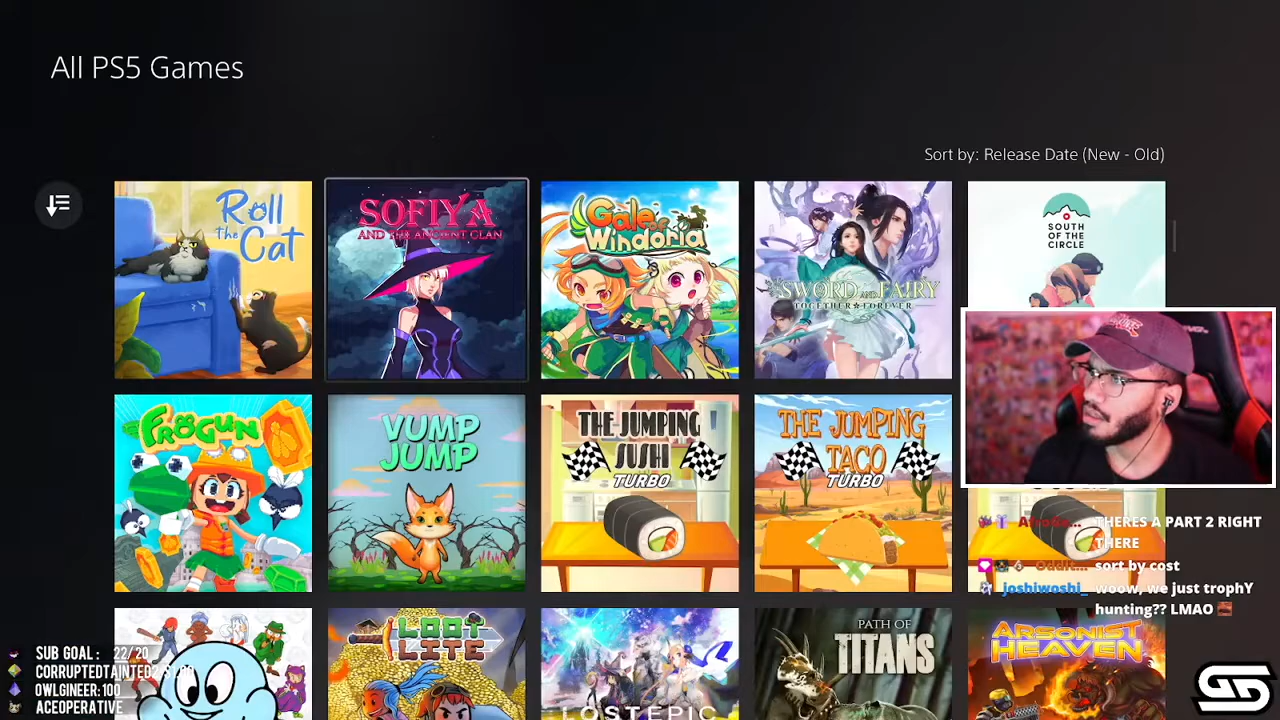 All PS5 Games
Sort by: Release Date (New - Old)
Roll
the Cat
SOFIYA
AND THE ANCIENT CLAN
Gale of
Windoria
SWORD AND FAIRY
TOGETHER FOREVER
SOUTH
OF THE
CIRCLE
FROGUN
VUMP
JUMP
THE JUMPING
SUSHI
TURBO
THE JUMPING
TACO
TURBO
THERES A PART 2 RIGHT
THERE
Oddit... sort by cost
joshiwoshi_ woow, we just trophY
hunting?? LMAO
LOOT
LITE
LOST EPIC
PATH OF
TITANS
ARSONIST
HEAVEN
SUB GOAL: 22/20
OWLGINEER: 100
ACEOPERATIVE